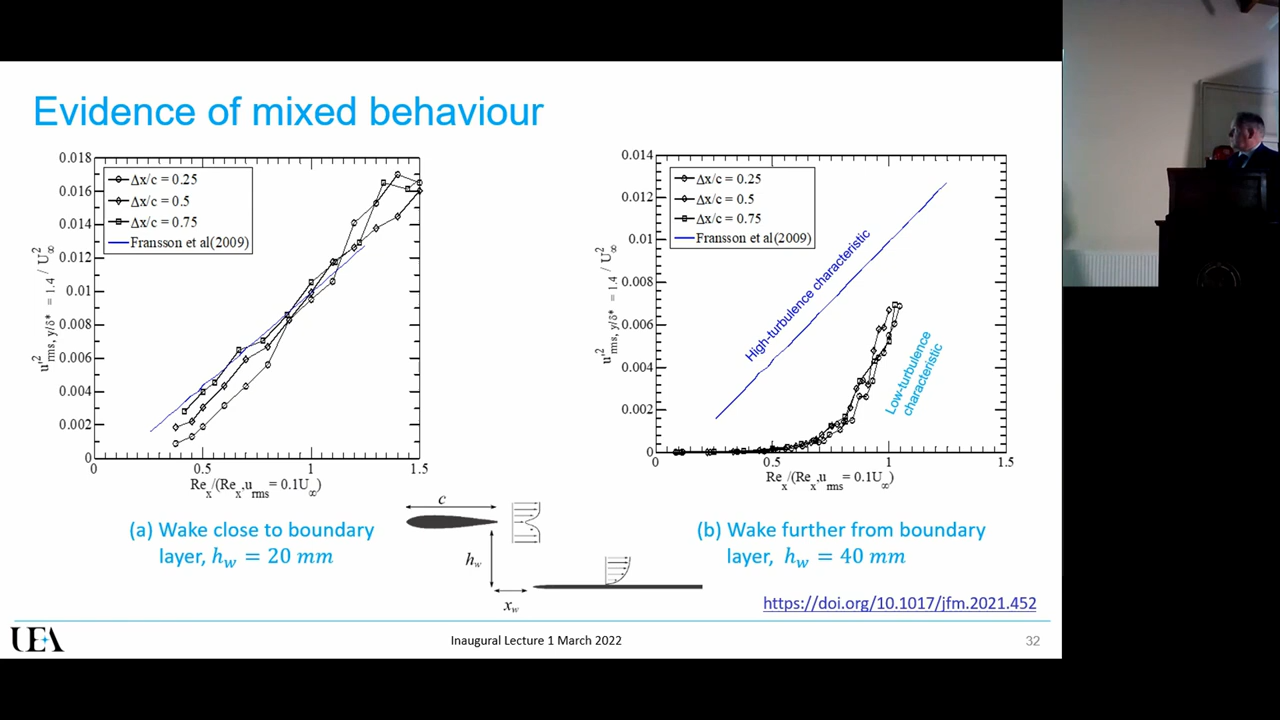 Evidence of mixed behaviour
0.018
0.016
0.014
0.012
0.01
0.008
0.006
0.004
0.002
0
0
0.5
1
1.5
Δx/c = 0.25
Δx/c = 0.5
Δx/c = 0.75
Fransson et al(2009)
u'²rms, y/δ* = 1.4 / U²∞
Reₓ/(Reₓ,u rms = 0.1U∞)
(a) Wake close to boundary
layer, h_w = 20 mm
0.014
0.012
0.01
0.008
0.006
0.004
0.002
0
0
0.5
1
1.5
Δx/c = 0.25
Δx/c = 0.5
Δx/c = 0.75
Fransson et al(2009)
High-turbulence characteristic
Low-turbulence
characteristic
u'²rms, y/δ* = 1.4 / U²∞
Reₓ/(Reₓ,u rms = 0.1U∞)
(b) Wake further from boundary
layer, h_w = 40 mm
c
h_w
x_w
https://doi.org/10.1017/jfm.2021.452
UEA
Inaugural Lecture 1 March 2022
32